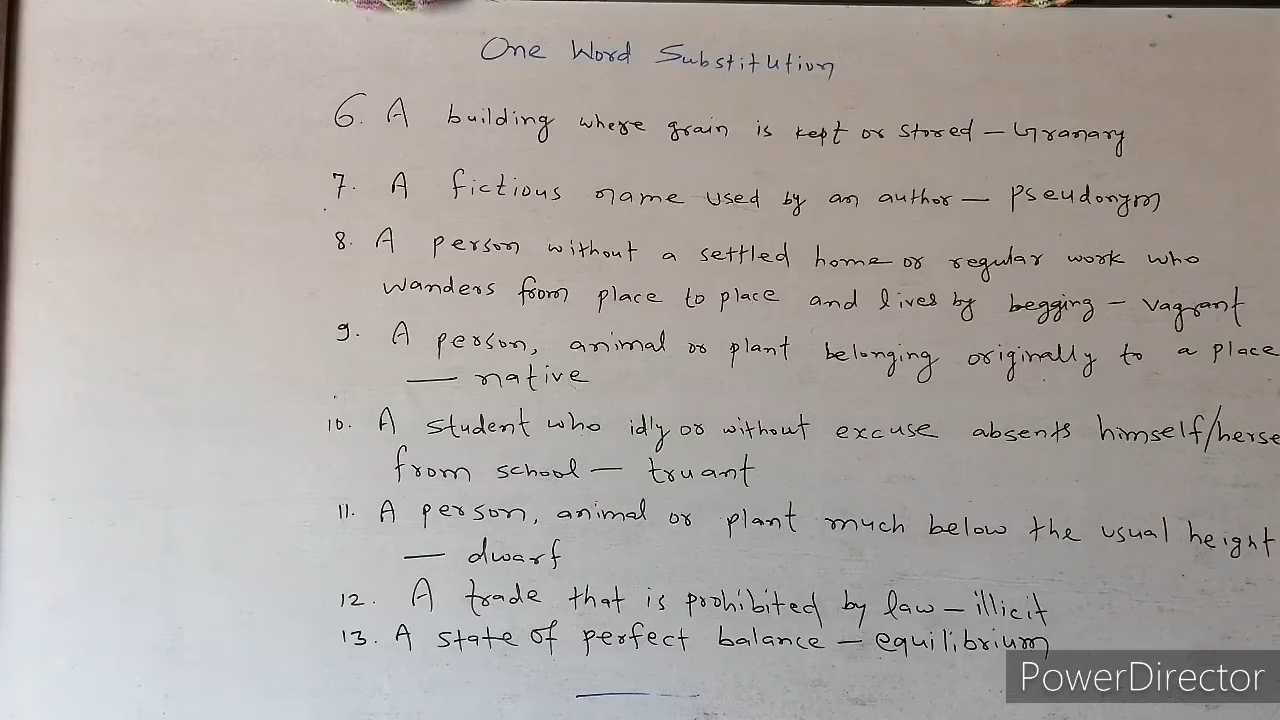 One Word Substitution
6. A building where grain is kept or stored – Granary
7. A fictious name used by an author – Pseudonym
8. A person without a settled home or regular work who
wanders from place to place and lives by begging – vagrant
9. A person, animal or plant belonging originally to a place
— native
10. A student who idly or without excuse absents himself/herse
from school – truant
11. A person, animal or plant much below the usual height
— dwarf
12. A trade that is prohibited by law – illicit
13. A state of perfect balance – equilibrium
PowerDirector